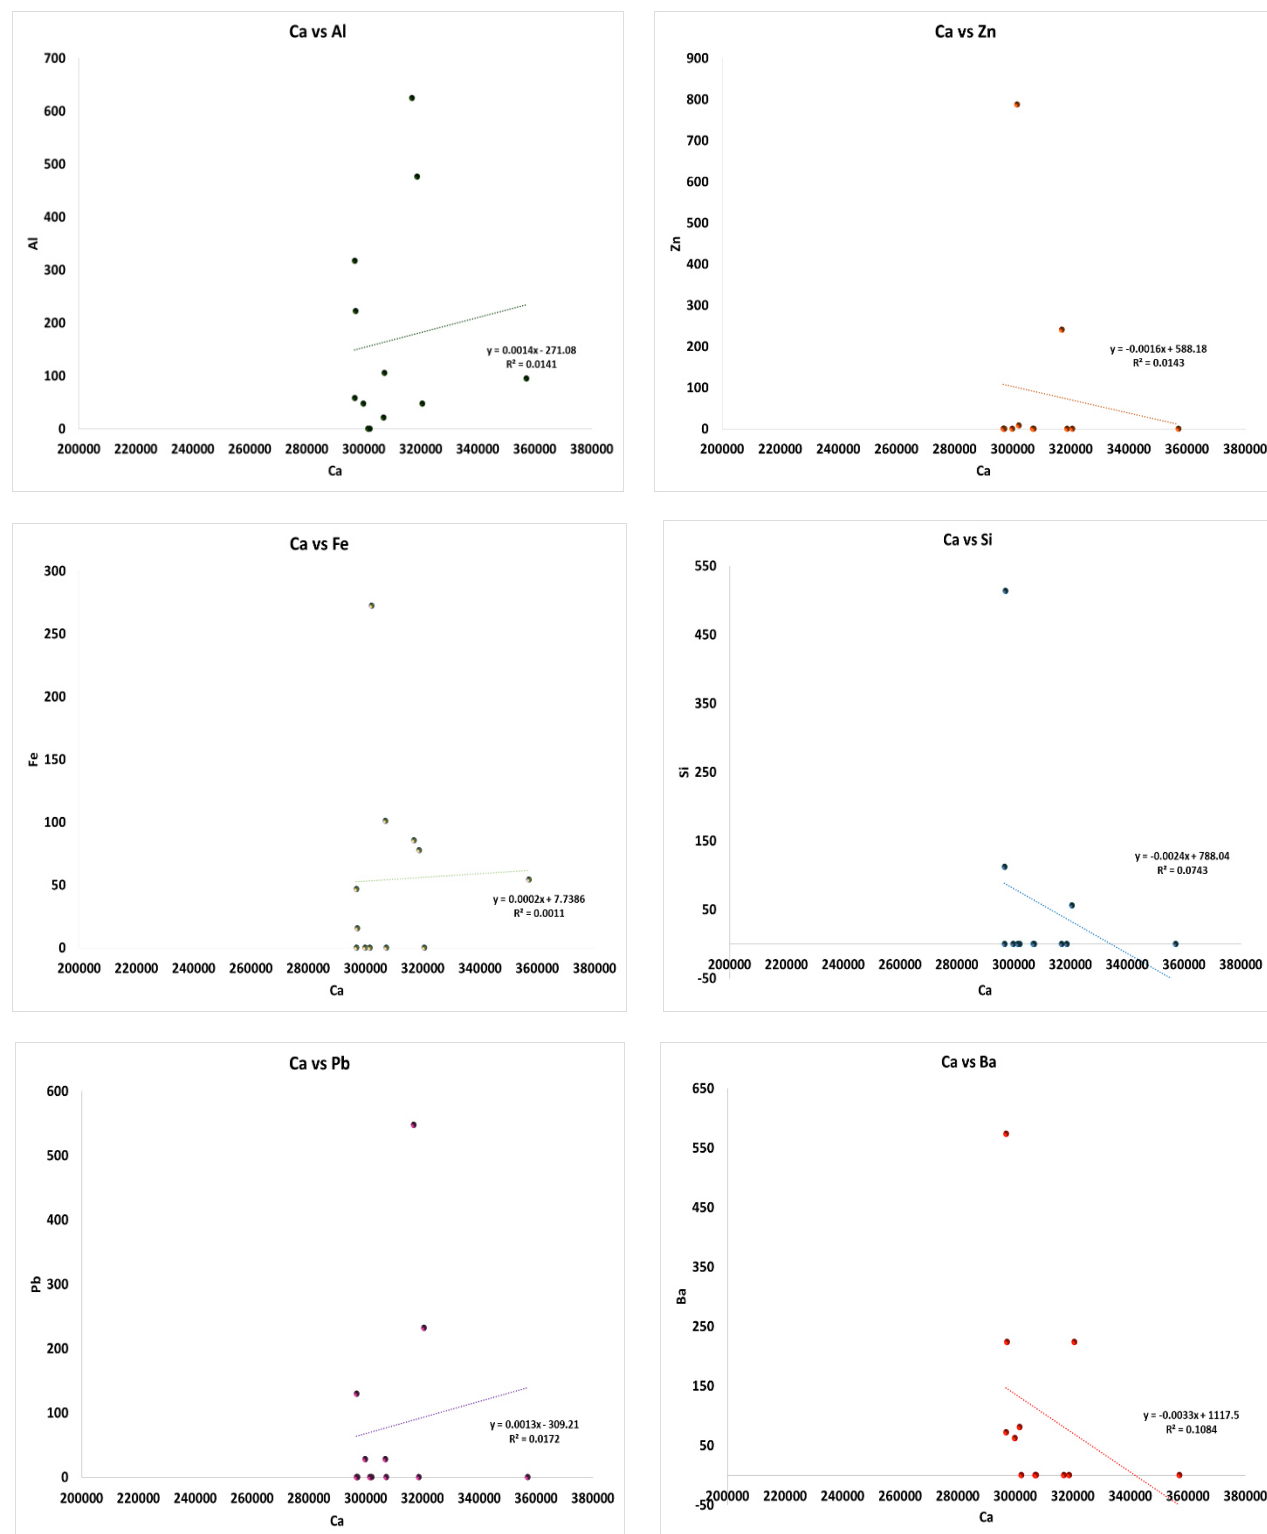 Ca vs Al
700
600
500
400
300
200
100
0
Al
y = 0.0014x - 271.08
R² = 0.0141
200000 220000 240000 260000 280000 300000 320000 340000 360000 380000
Ca
Ca vs Zn
900
800
700
600
500
400
300
200
100
0
Zn
y = -0.0016x + 588.18
R² = 0.0143
200000 220000 240000 260000 280000 300000 320000 340000 360000 380000
Ca
Ca vs Fe
300
250
200
150
100
50
0
Fe
y = 0.0002x + 7.7386
R² = 0.0011
200000 220000 240000 260000 280000 300000 320000 340000 360000 380000
Ca
Ca vs Si
550
450
350
250
150
50
-50
Si
y = -0.0024x + 788.04
R² = 0.0743
200000 220000 240000 260000 280000 300000 320000 340000 360000 380000
Ca
Ca vs Pb
600
500
400
300
200
100
0
Pb
y = 0.0013x - 309.21
R² = 0.0172
200000 220000 240000 260000 280000 300000 320000 340000 360000 380000
Ca
Ca vs Ba
650
550
450
350
250
150
50
-50
Ba
y = -0.0033x + 1117.5
R² = 0.1084
200000 220000 240000 260000 280000 300000 320000 340000 360000 380000
Ca